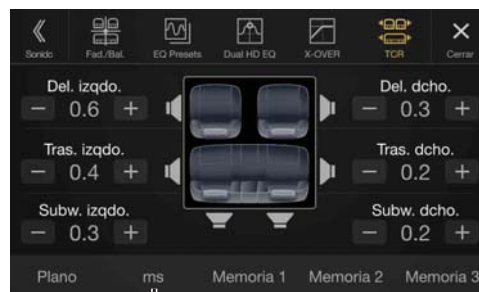 Sonido Fad./Bal. EQ Presets Dual HD EQ X-OVER TCR Cerrar
Del. izqdo. Del. dcho.
− 0.6 + − 0.3 +
Tras. izqdo. Tras. dcho.
− 0.4 + − 0.2 +
Subw. izqdo. Subw. dcho.
− 0.3 + − 0.2 +
Plano ms Memoria 1 Memoria 2 Memoria 3